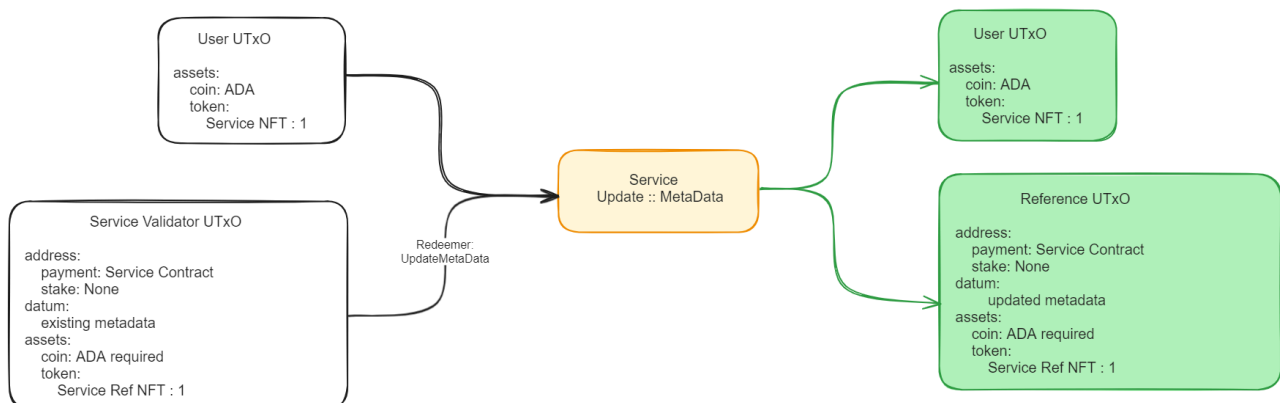 User UTxO
assets:
coin: ADA
token:
Service NFT : 1
Service Validator UTxO
address:
payment: Service Contract
stake: None
datum:
existing metadata
assets:
coin: ADA required
token:
Service Ref NFT : 1
Redeemer:
UpdateMetaData
Service
Update :: MetaData
User UTxO
assets:
coin: ADA
token:
Service NFT : 1
Reference UTxO
address:
payment: Service Contract
stake: None
datum:
updated metadata
assets:
coin: ADA required
token:
Service Ref NFT : 1